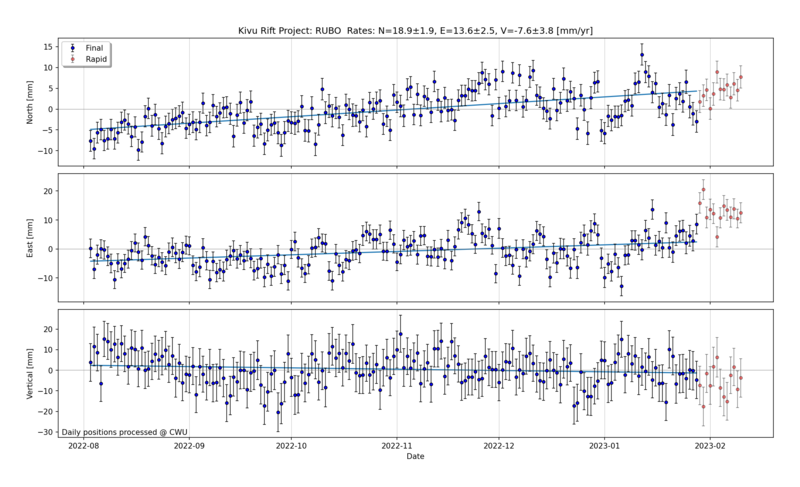 Kivu Rift Project: RUBO Rates: N=18.9±1.9, E=13.6±2.5, V=-7.6±3.8 [mm/yr]
Final
Rapid
North [mm]
15
10
5
0
−5
−10
East [mm]
20
10
0
−10
Vertical [mm]
20
10
0
−10
−20
−30
Daily positions processed @ CWU
2022-08
2022-09
2022-10
2022-11
2022-12
2023-01
2023-02
Date